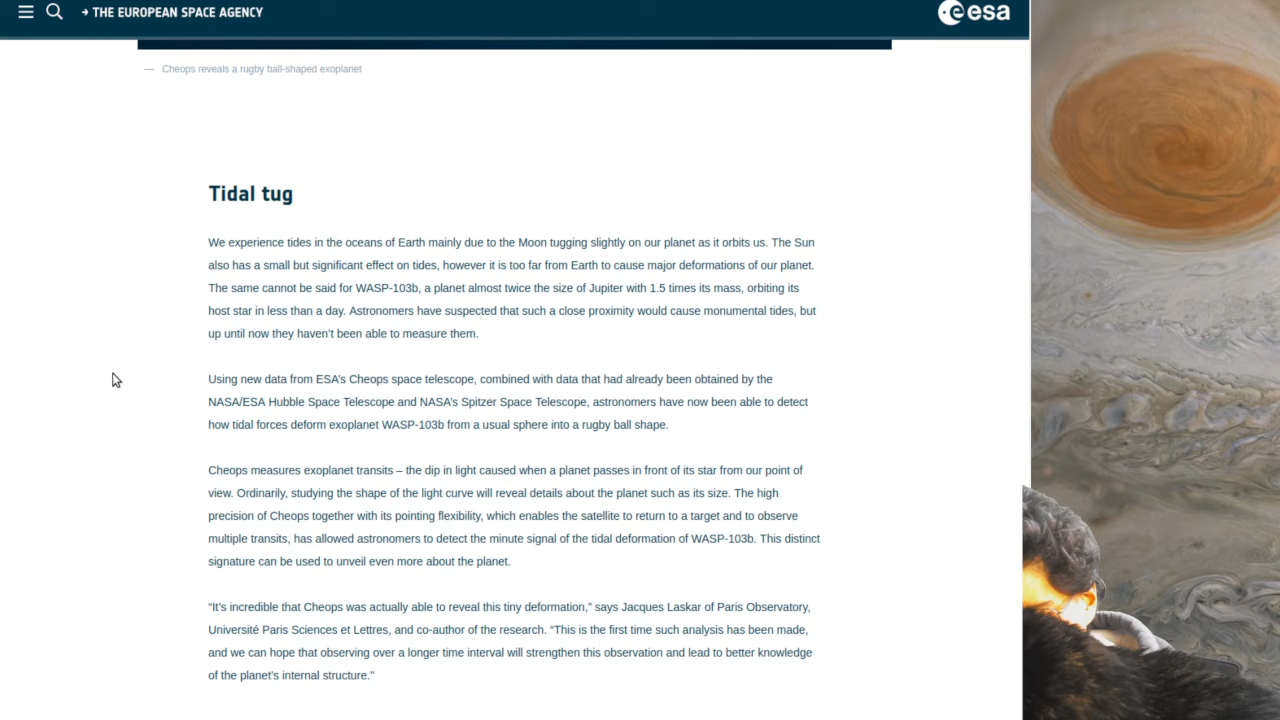 → THE EUROPEAN SPACE AGENCY
esa
— Cheops reveals a rugby ball-shaped exoplanet
Tidal tug
We experience tides in the oceans of Earth mainly due to the Moon tugging slightly on our planet as it orbits us. The Sun
also has a small but significant effect on tides, however it is too far from Earth to cause major deformations of our planet.
The same cannot be said for WASP-103b, a planet almost twice the size of Jupiter with 1.5 times its mass, orbiting its
host star in less than a day. Astronomers have suspected that such a close proximity would cause monumental tides, but
up until now they haven’t been able to measure them.
Using new data from ESA’s Cheops space telescope, combined with data that had already been obtained by the
NASA/ESA Hubble Space Telescope and NASA’s Spitzer Space Telescope, astronomers have now been able to detect
how tidal forces deform exoplanet WASP-103b from a usual sphere into a rugby ball shape.
Cheops measures exoplanet transits – the dip in light caused when a planet passes in front of its star from our point of
view. Ordinarily, studying the shape of the light curve will reveal details about the planet such as its size. The high
precision of Cheops together with its pointing flexibility, which enables the satellite to return to a target and to observe
multiple transits, has allowed astronomers to detect the minute signal of the tidal deformation of WASP-103b. This distinct
signature can be used to unveil even more about the planet.
“It’s incredible that Cheops was actually able to reveal this tiny deformation,” says Jacques Laskar of Paris Observatory,
Université Paris Sciences et Lettres, and co-author of the research. “This is the first time such analysis has been made,
and we can hope that observing over a longer time interval will strengthen this observation and lead to better knowledge
of the planet’s internal structure.”